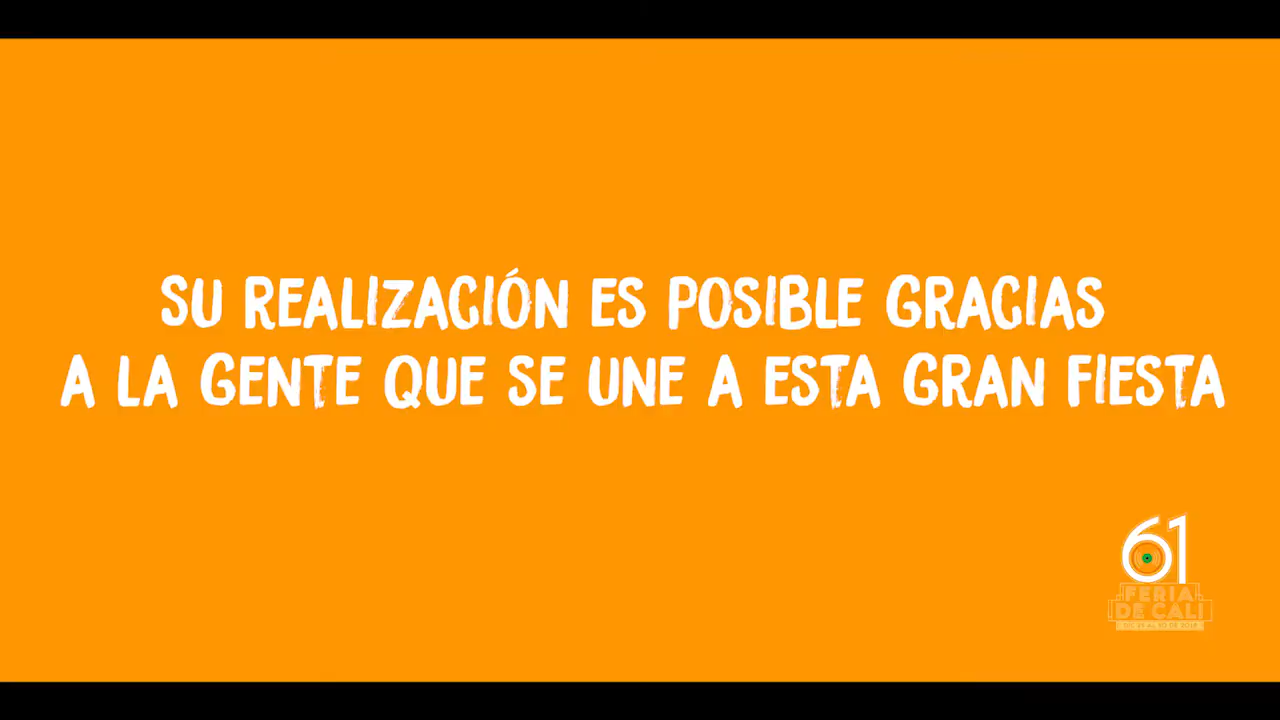 SU REALIZACIÓN ES POSIBLE GRACIAS
A LA GENTE QUE SE UNE A ESTA GRAN FIESTA
61
FERIA
DE CALI